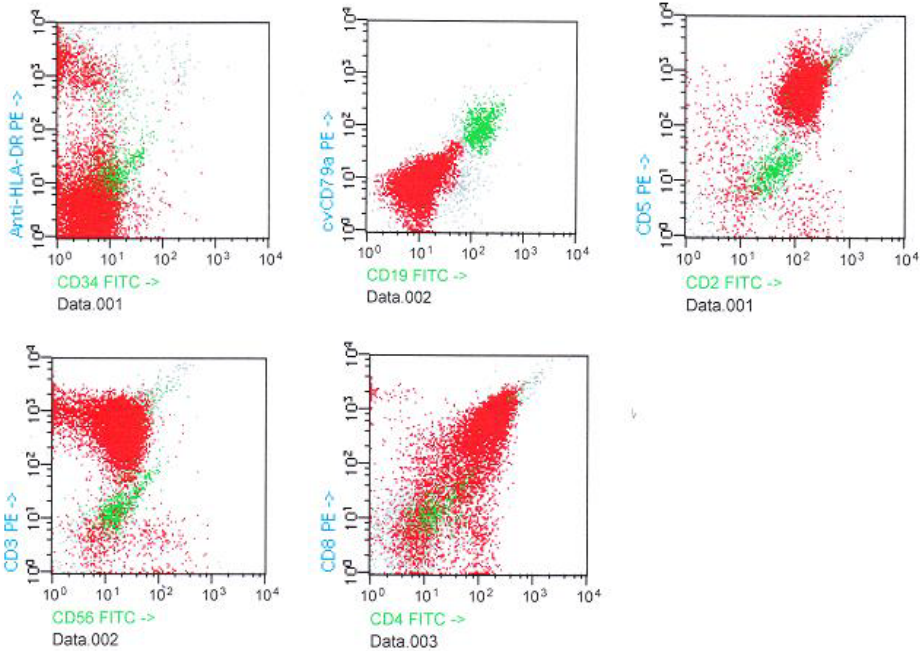 Anti-HLA-DR PE ->
10⁴
10³
10²
10¹
10⁰
10⁰ 10¹ 10² 10³ 10⁴
CD34 FITC ->
Data.001
cvCD79a PE ->
10⁴
10³
10²
10¹
10⁰
10⁰ 10¹ 10² 10³ 10⁴
CD19 FITC ->
Data.002
CD5 PE ->
10⁴
10³
10²
10¹
10⁰
10⁰ 10¹ 10² 10³ 10⁴
CD2 FITC ->
Data.001
CD3 PE ->
10⁴
10³
10²
10¹
10⁰
10⁰ 10¹ 10² 10³ 10⁴
CD56 FITC ->
Data.002
CD8 PE ->
10⁴
10³
10²
10¹
10⁰
10⁰ 10¹ 10² 10³ 10⁴
CD4 FITC ->
Data.003